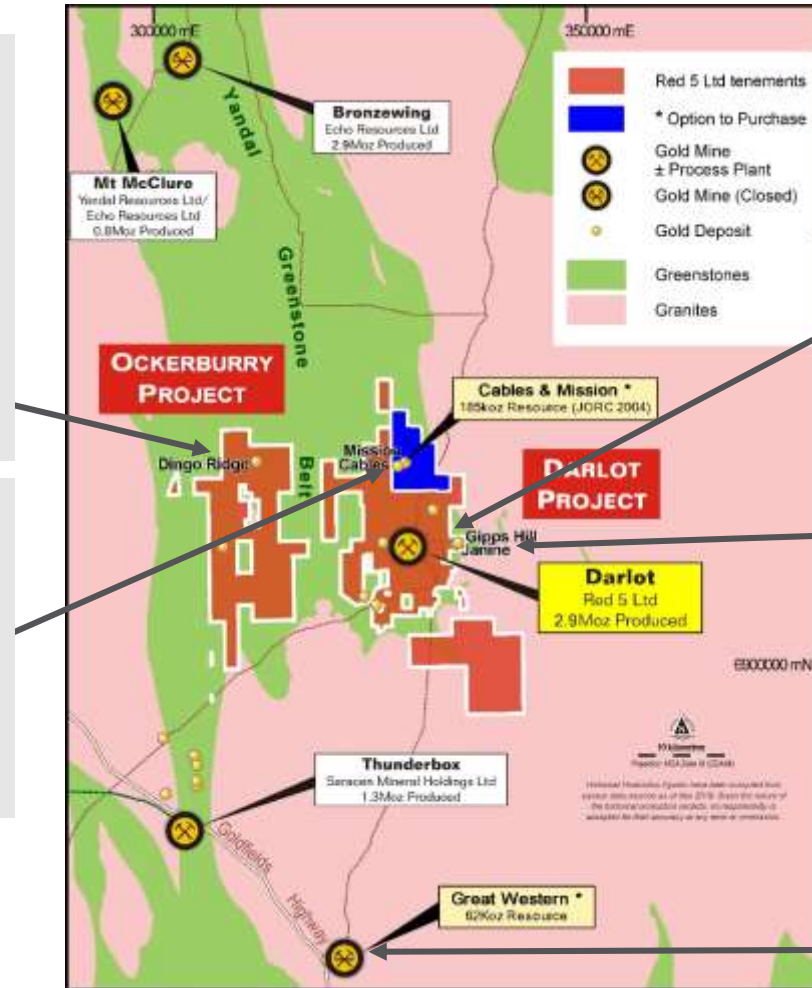 300000 mE
350000 mE
Red 5 Ltd tenements
* Option to Purchase
Gold Mine
± Process Plant
Gold Mine (Closed)
Gold Deposit
Greenstones
Granites
Bronzewing
Echo Resources Ltd
2.9Moz Produced
Mt McClure
Yandal Resources Ltd/
Echo Resources Ltd
0.8Moz Produced
Yandal
Greenstone
Belt
OCKERBURRY
PROJECT
Cables & Mission *
185koz Resource (JORC 2004)
Dingo Ridge
Mission
Cables
DARLOT
PROJECT
Gipps Hill
Janine
Darlot
Red 5 Ltd
2.9Moz Produced
6900000 mN
10 kilometres
Thunderbox
Saracen Mineral Holdings Ltd
1.3Moz Produced
Goldfields
Highway
Great Western *
62Koz Resource